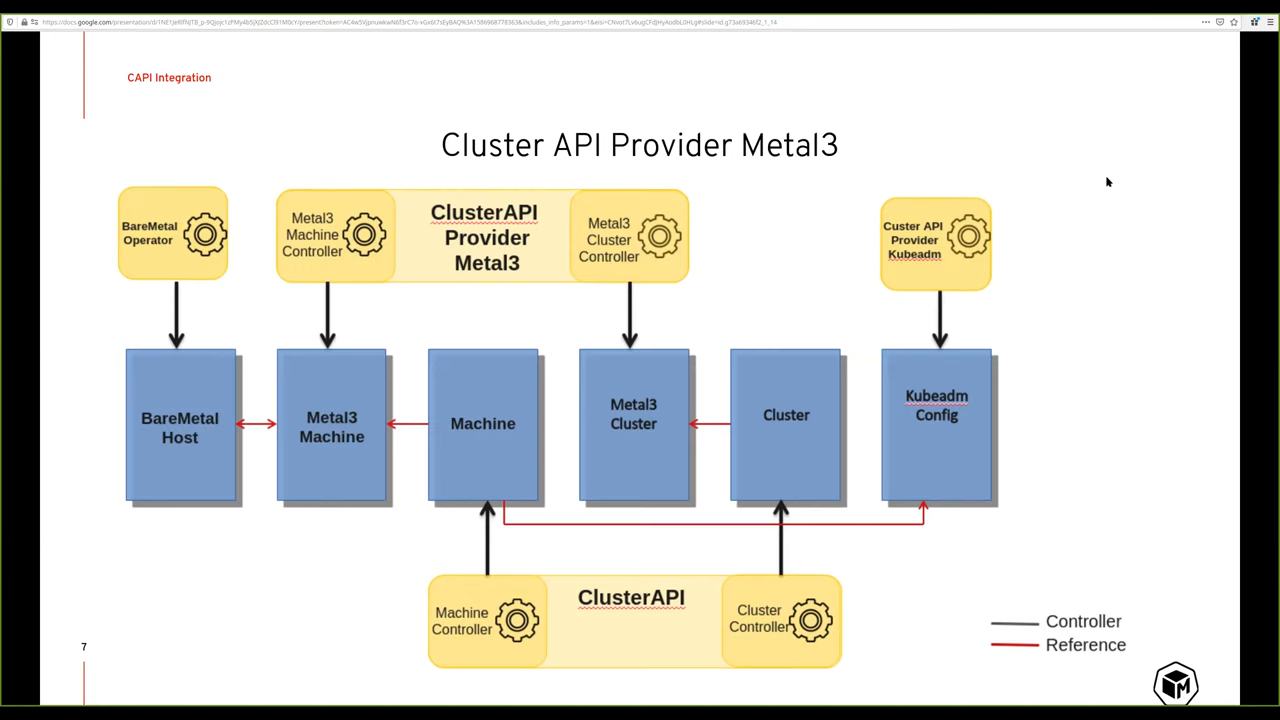 CAPI Integration
Cluster API Provider Metal3
BareMetal
Operator
Metal3
Machine
Controller
ClusterAPI
Provider
Metal3
Metal3
Cluster
Controller
Custer API
Provider
Kubeadm
BareMetal
Host
Metal3
Machine
Machine
Metal3
Cluster
Cluster
Kubeadm
Config
Machine
Controller
ClusterAPI
Cluster
Controller
Controller
Reference
7
M